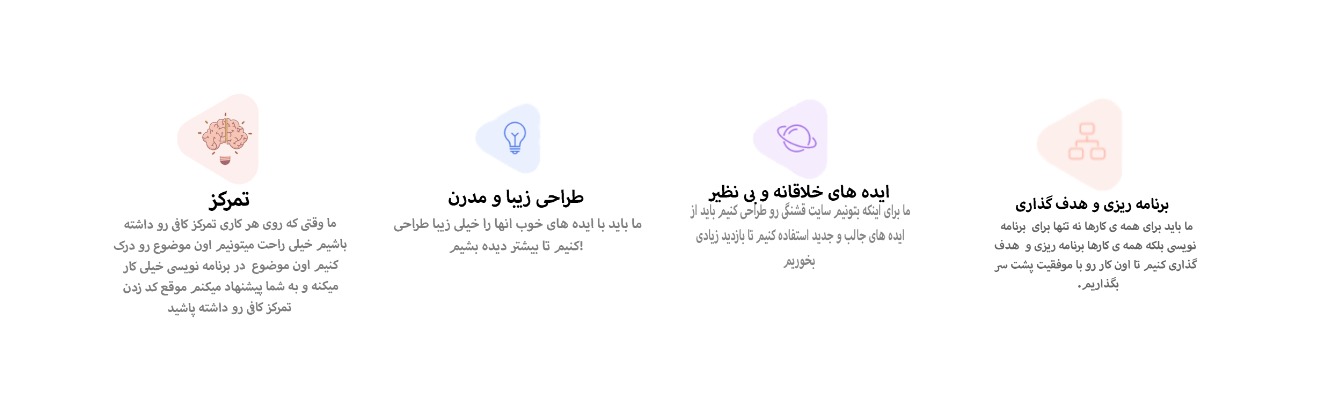 برنامه ریزی و هدف گذاری
ما باید برای همه ی کارها نه تنها برای برنامه
نویسی بلکه همه ی کارها برنامه ریزی و هدف
گذاری کنیم تا اون کار رو با موفقیت پشت سر
بگذاریم.
ایده های خلاقانه و بی نظیر
ما برای اینکه بتونیم سایت قشنگی رو طراحی کنیم باید از
ایده های جالب و جدید استفاده کنیم تا بازدید زیادی
بخوریم
طراحی زیبا و مدرن
ما باید با ایده های خوب انها را خیلی زیبا طراحی
کنیم تا بیشتر دیده بشیم!
تمرکز
ما وقتی که روی هر کاری تمرکز کافی رو داشته
باشیم خیلی راحت میتونیم اون موضوع رو درک
کنیم اون موضوع در برنامه نویسی خیلی کار
میکنه و به شما پیشنهاد میکنم موقع کد زدن
تمرکز کافی رو داشته پاشید